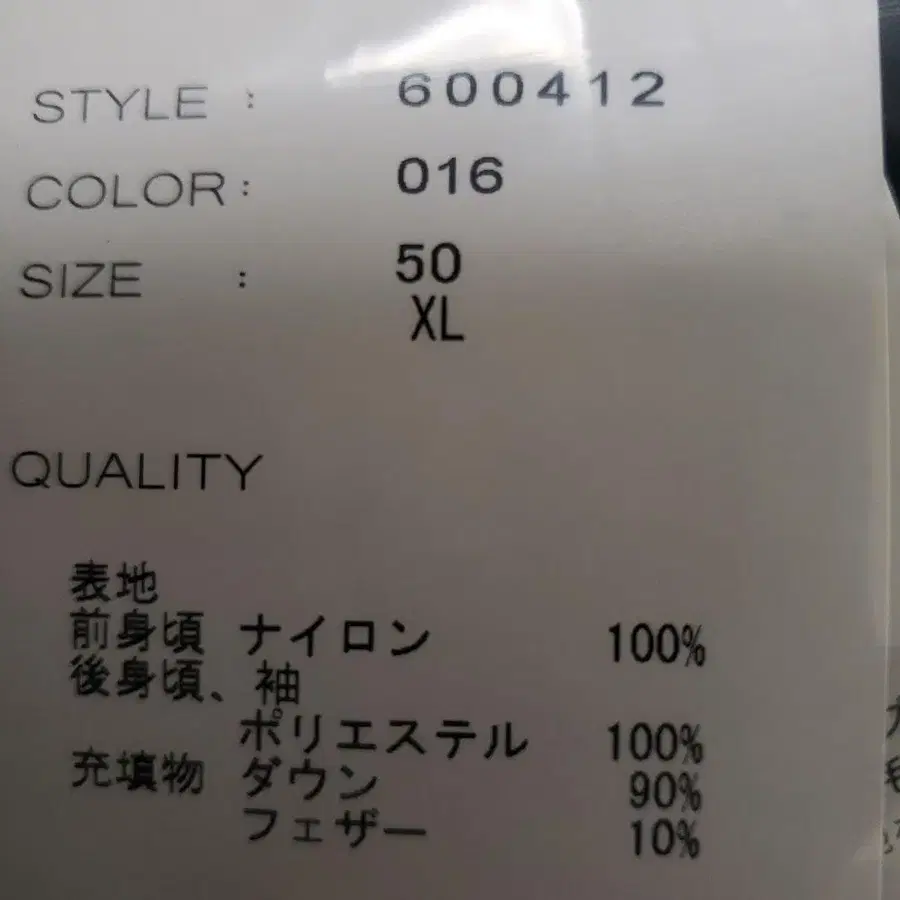 STYLE : 600412
COLOR: 016
SIZE : 50
XL
QUALITY
表地
前身頃 ナイロン 100%
後身頃、袖
ポリエステル 100%
充填物 ダウン 90%
フェザー 10%